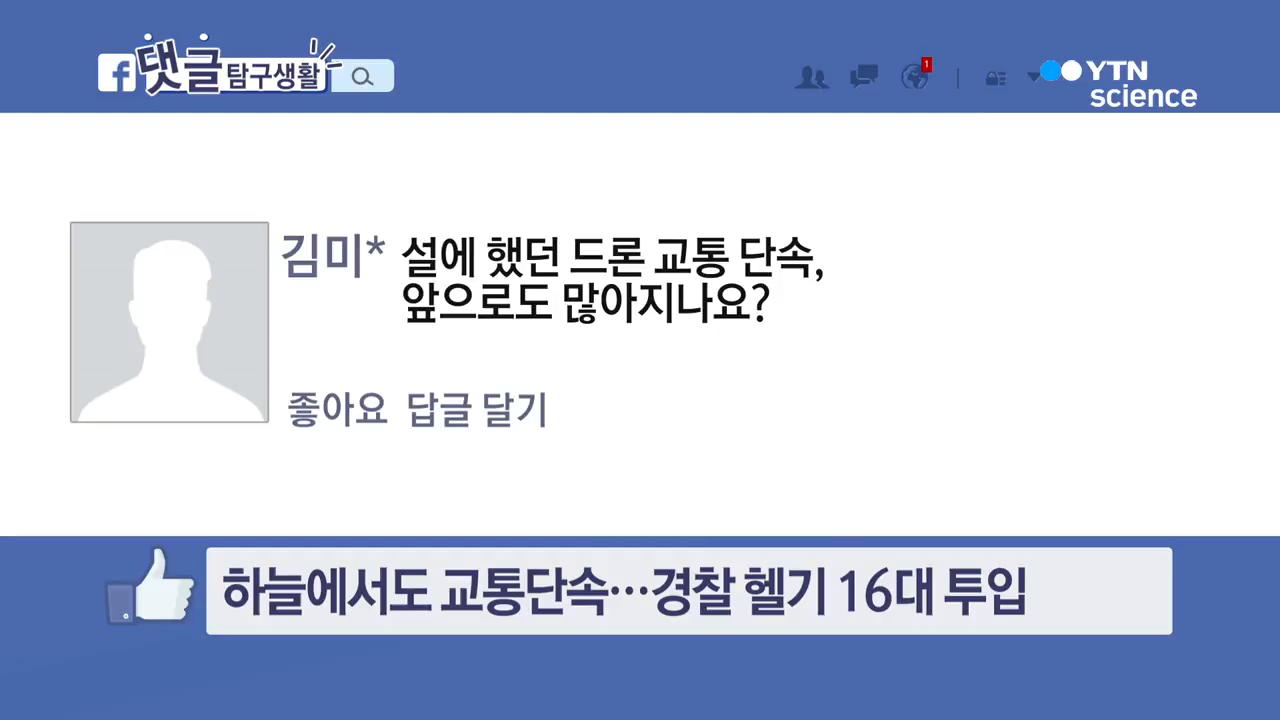 f 댓글 탐구생활
1
YTN
science
김미* 설에 했던 드론 교통 단속,
앞으로도 많아지나요?
좋아요 답글 달기
하늘에서도 교통단속…경찰 헬기 16대 투입